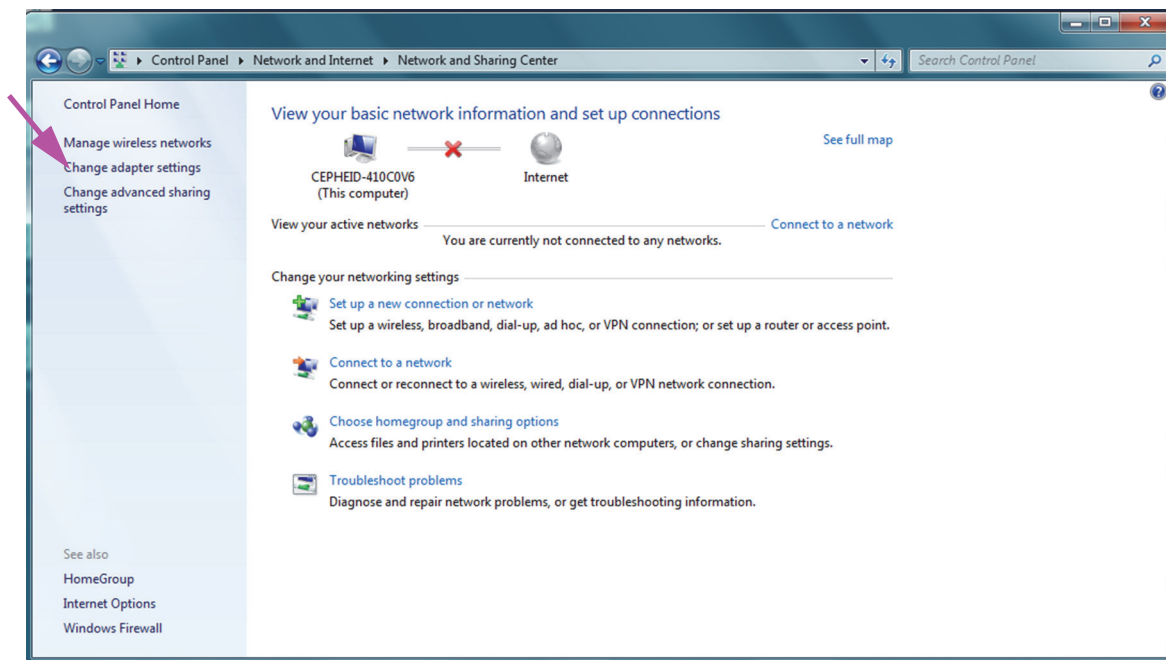 Control Panel Network and Internet Network and Sharing Center
Search Control Panel
Control Panel Home
Manage wireless networks
Change adapter settings
Change advanced sharing
settings
See also
HomeGroup
Internet Options
Windows Firewall
View your basic network information and set up connections
See full map
CEPHEID-410C0V6
(This computer)
Internet
View your active networks
Connect to a network
You are currently not connected to any networks.
Change your networking settings
Set up a new connection or network
Set up a wireless, broadband, dial-up, ad hoc, or VPN connection; or set up a router or access point.
Connect to a network
Connect or reconnect to a wireless, wired, dial-up, or VPN network connection.
Choose homegroup and sharing options
Access files and printers located on other network computers, or change sharing settings.
Troubleshoot problems
Diagnose and repair network problems, or get troubleshooting information.